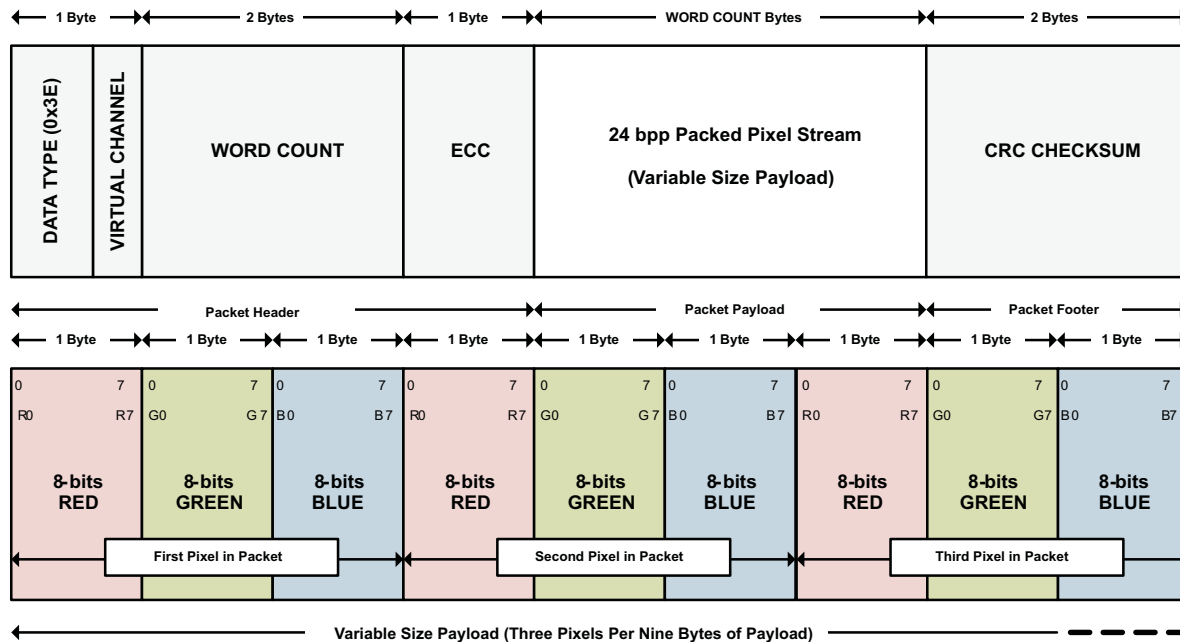 1 Byte 2 Bytes 1 Byte WORD COUNT Bytes 2 Bytes
DATA TYPE (0x3E)
VIRTUAL CHANNEL
WORD COUNT
ECC
24 bpp Packed Pixel Stream
(Variable Size Payload)
CRC CHECKSUM
Packet Header Packet Payload Packet Footer
1 Byte 1 Byte 1 Byte 1 Byte 1 Byte 1 Byte 1 Byte 1 Byte 1 Byte
0 7 0 7 0 7 0 7 0 7 0 7 0 7 0 7 0 7
R0 R7 G0 G7 B0 B7 R0 R7 G0 G7 B0 B7 R0 R7 G0 G7 B0 B7
8-bits 8-bits 8-bits 8-bits 8-bits 8-bits 8-bits 8-bits 8-bits
RED GREEN BLUE RED GREEN BLUE RED GREEN BLUE
First Pixel in Packet Second Pixel in Packet Third Pixel in Packet
Variable Size Payload (Three Pixels Per Nine Bytes of Payload)